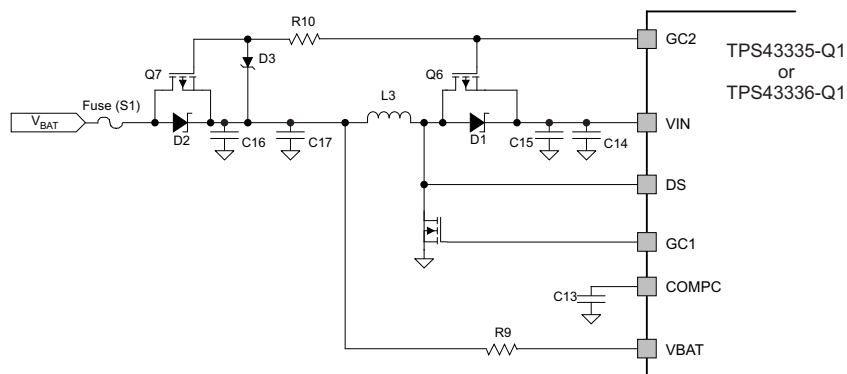 R10
GC2
TPS43335-Q1
or
TPS43336-Q1
D3
Q7
Q6
L3
Fuse (S1)
VBAT
VIN
D2
C16
C17
D1
C15
C14
DS
GC1
COMPC
C13
R9
VBAT